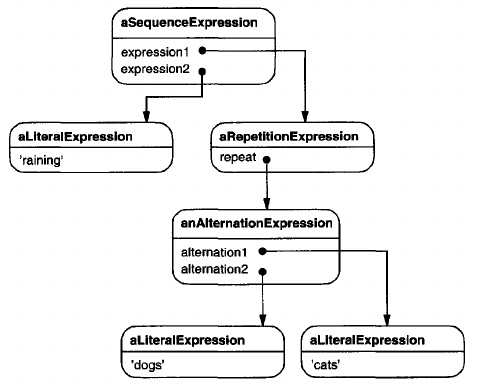 aSequenceExpression
expression1
expression2
aLiteralExpression
'raining'
aRepetitionExpression
repeat
anAlternationExpression
alternation1
alternation2
aLiteralExpression
'dogs'
aLiteralExpression
'cats'